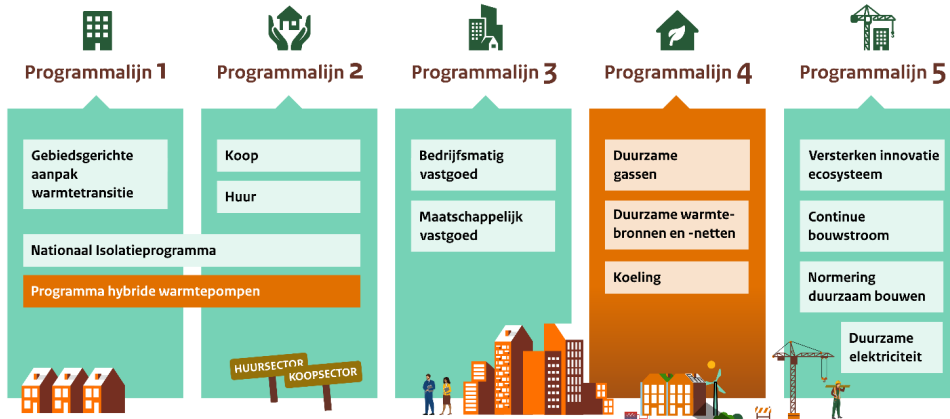 Programmalijn 1
Programmalijn 2
Programmalijn 3
Programmalijn 4
Programmalijn 5
Gebiedsgerichte
aanpak
warmtetransitie
Koop
Huur
Nationaal Isolatieprogramma
Programma hybride warmtepompen
HUURSECTOR
KOOPSECTOR
Bedrijfsmatig
vastgoed
Maatschappelijk
vastgoed
Duurzame
gassen
Duurzame warmte-
bronnen en -netten
Koeling
Versterken innovatie
ecosysteem
Continue
bouwstroom
Normering
duurzaam bouwen
Duurzame
elektriciteit